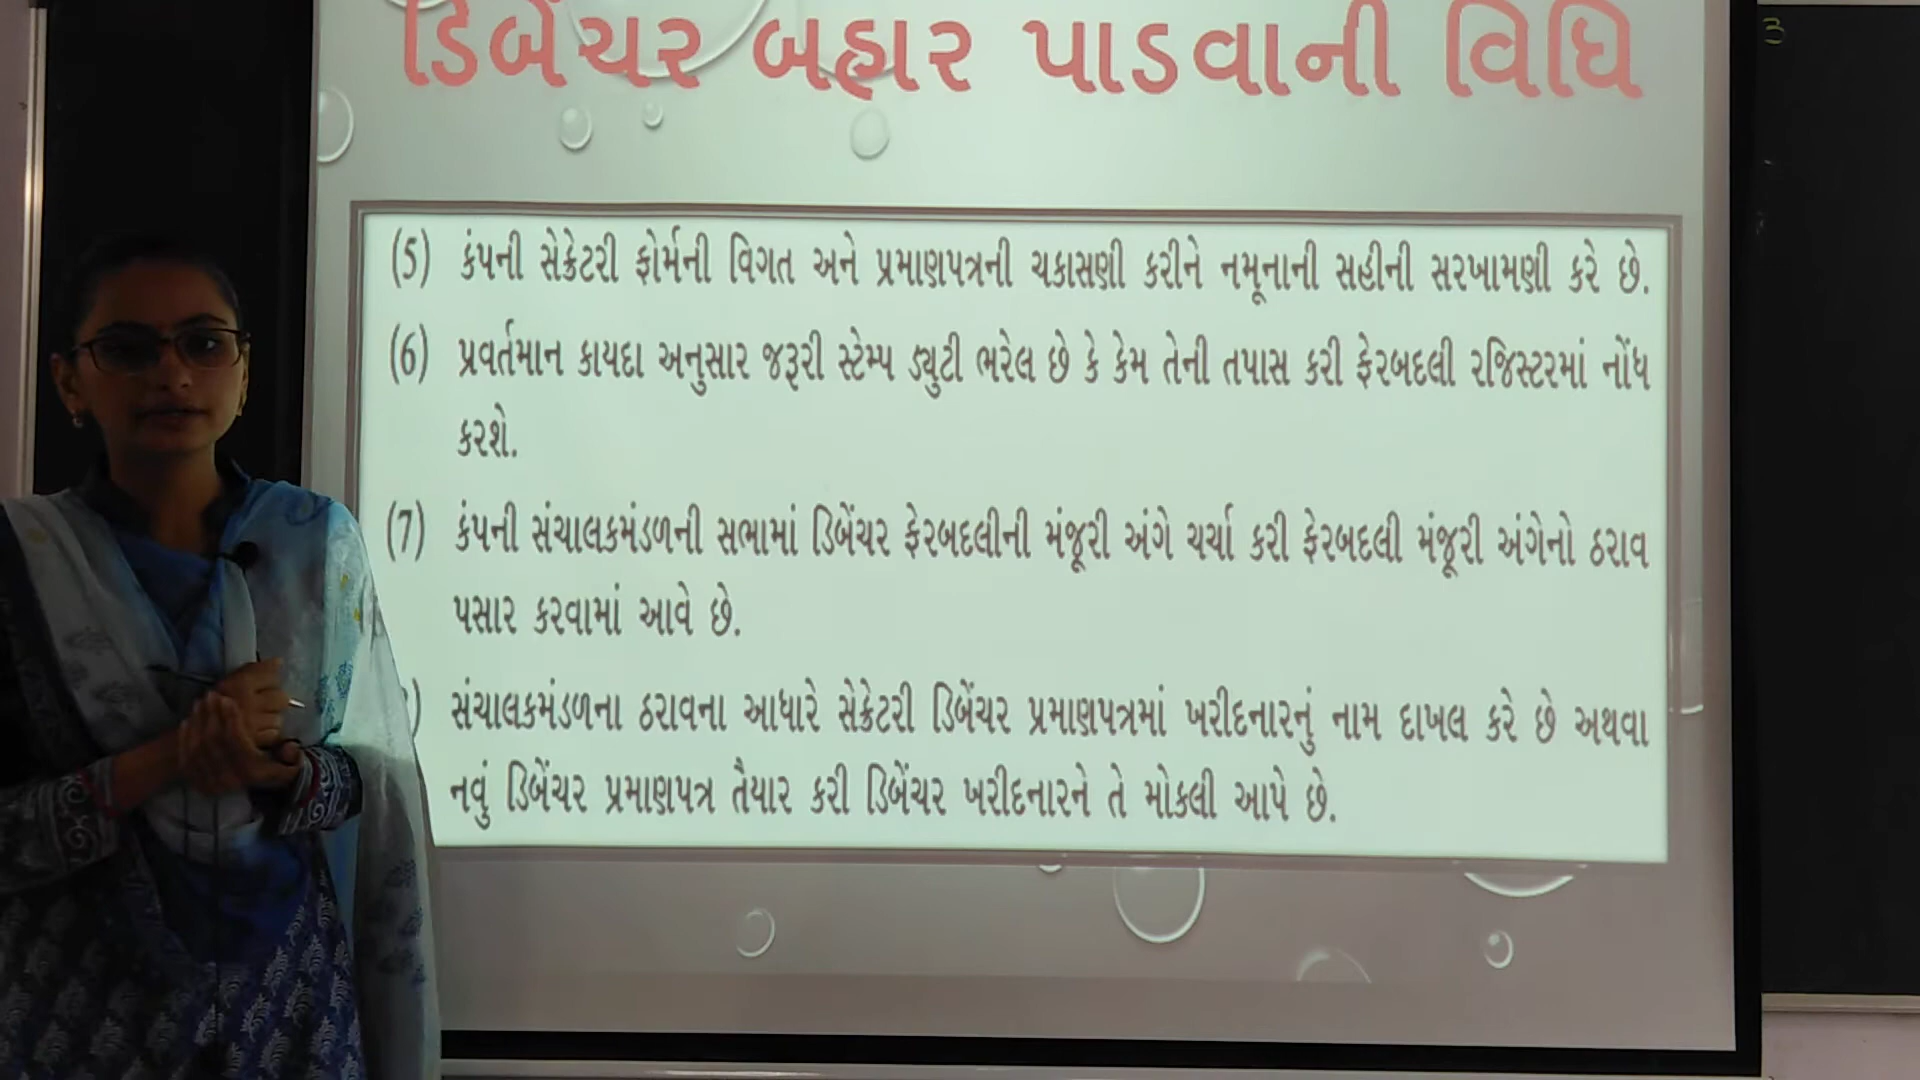 ડિબેંચર બહાર પાડવાની વિધિ
(5) કંપની સેક્રેટરી ફોર્મની વિગત અને પ્રમાણપત્રની ચકાસણી કરીને નમૂનાની સહીની સરખામણી કરે છે.
(6) પ્રવર્તમાન કાયદા અનુસાર જરૂરી સ્ટેમ્પ ડ્યુટી ભરેલ છે કે કેમ તેની તપાસ કરી ફેરબદલી રજિસ્ટરમાં નોંધ
કરશે.
(7) કંપની સંચાલકમંડળની સભામાં ડિબેંચર ફેરબદલીની મંજૂરી અંગે ચર્ચા કરી ફેરબદલી મંજૂરી અંગેનો ઠરાવ
પસાર કરવામાં આવે છે.
) સંચાલકમંડળના ઠરાવના આધારે સેક્રેટરી ડિબેંચર પ્રમાણપત્રમાં ખરીદનારનું નામ દાખલ કરે છે અથવા
નવું ડિબેંચર પ્રમાણપત્ર તૈયાર કરી ડિબેંચર ખરીદનારને તે મોકલી આપે છે.